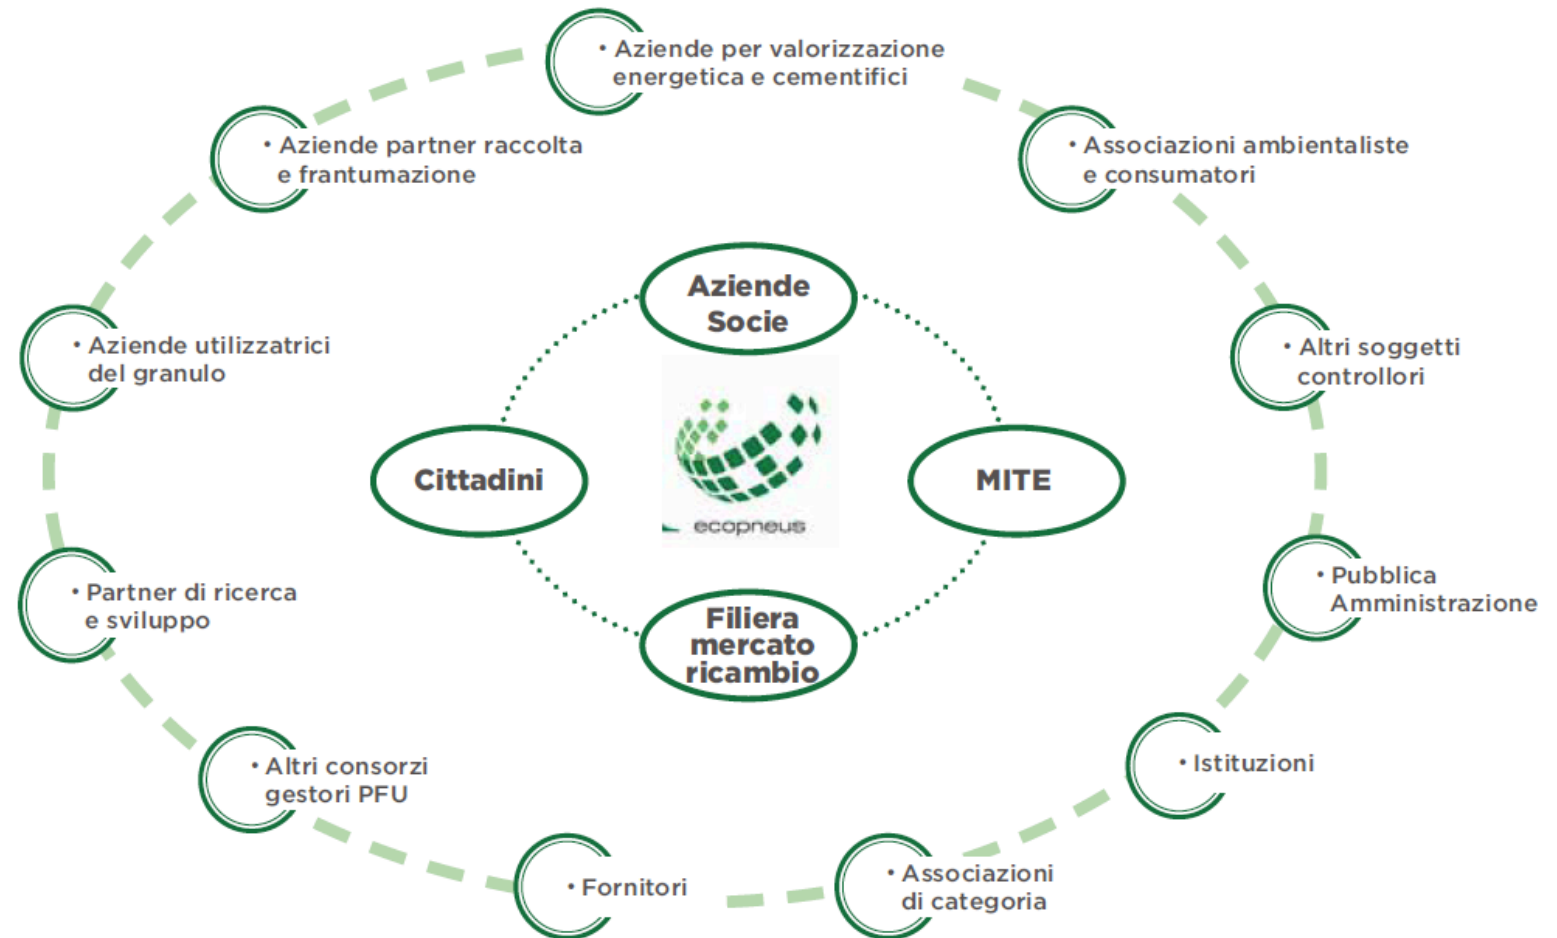 • Aziende per valorizzazione
energetica e cementifici
• Aziende partner raccolta
e frantumazione
• Associazioni ambientaliste
e consumatori
Aziende
Socie
• Aziende utilizzatrici
del granulo
• Altri soggetti
controllori
Cittadini
MITE
ecopneus
• Partner di ricerca
e sviluppo
• Pubblica
Amministrazione
Filiera
mercato
ricambio
• Altri consorzi
gestori PFU
• Istituzioni
• Fornitori
• Associazioni
di categoria